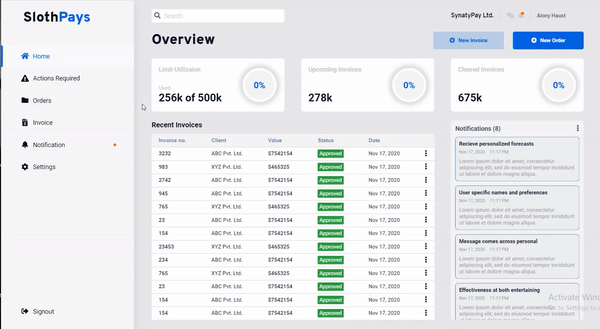 SlothPays
Home
Actions Required
Orders
Invoice
Notification
Settings
Signout
Search
SynatyPay Ltd.
Aiony Haust
Overview
New Invoice
New Order
Limit Utilizaion
Used
256k of 500k
0%
Upcoming Invoices
278k
0%
Cleared Invoices
675k
0%
Recent Invoices
Invoice no. Client Value Status Date
3232 ABC Pvt. Ltd. $7542154 Approved Nov 17, 2020
983 XYZ Pvt. Ltd. $465325 Approved Nov 17, 2020
2742 ABC Pvt. Ltd. $7542154 Approved Nov 17, 2020
945 ABC Pvt. Ltd. $7542154 Approved Nov 17, 2020
765 XYZ Pvt. Ltd. $465325 Approved Nov 17, 2020
23 ABC Pvt. Ltd. $7542154 Approved Nov 17, 2020
154 ABC Pvt. Ltd. $7542154 Approved Nov 17, 2020
23453 XYZ Pvt. Ltd. $465325 Approved Nov 17, 2020
234 ABC Pvt. Ltd. $7542154 Approved Nov 17, 2020
765 XYZ Pvt. Ltd. $465325 Approved Nov 17, 2020
23 ABC Pvt. Ltd. $7542154 Approved Nov 17, 2020
154 ABC Pvt. Ltd. $7542154 Approved Nov 17, 2020
154 ABC Pvt. Ltd. $7542154 Approved Nov 17, 2020
Notifications (8)
Recieve personalized forecasts
Nov 17, 2020 11:17 PM
Lorem ipsum dolor sit amet, consectetur
adipiscing elit, sed do eiusmod tempor incididunt
ut labore et dolore magna aliqua.
User specific names and preferences
Nov 17, 2020 11:17 PM
Lorem ipsum dolor sit amet, consectetur
adipiscing elit, sed do eiusmod tempor incididunt
ut labore et dolore magna aliqua.
Message comes across personal
Nov 17, 2020 11:17 PM
Lorem ipsum dolor sit amet, consectetur
adipiscing elit, sed do eiusmod tempor incididunt
ut labore et dolore magna aliqua.
Effectiveness at both entertaining
Nov 17, 2020 11:17 PM
Lorem ipsum dolor sit amet, consectetur
adipiscing elit, sed do eiusmod tempor incididunt
Activate Wind
Go to Settings to